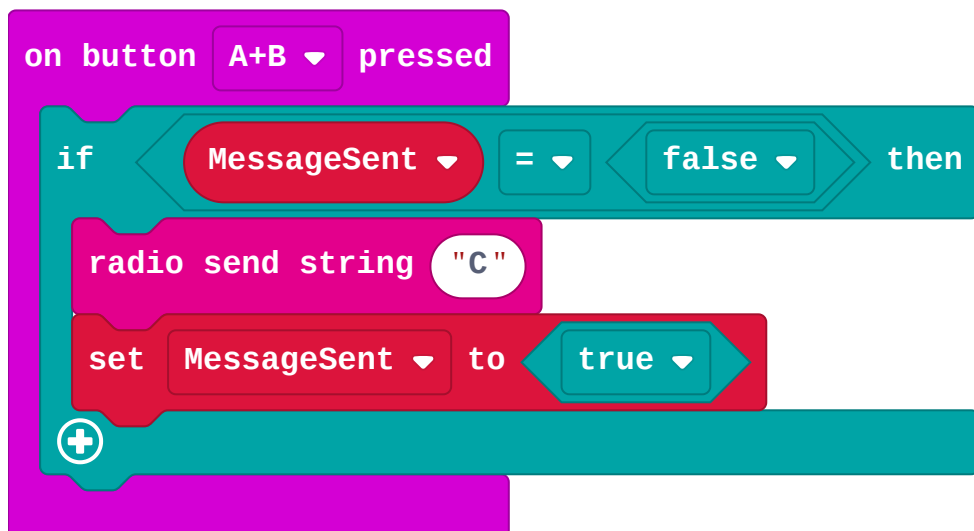 on button A+B pressed
if MessageSent = false then
radio send string "C"
set MessageSent to true